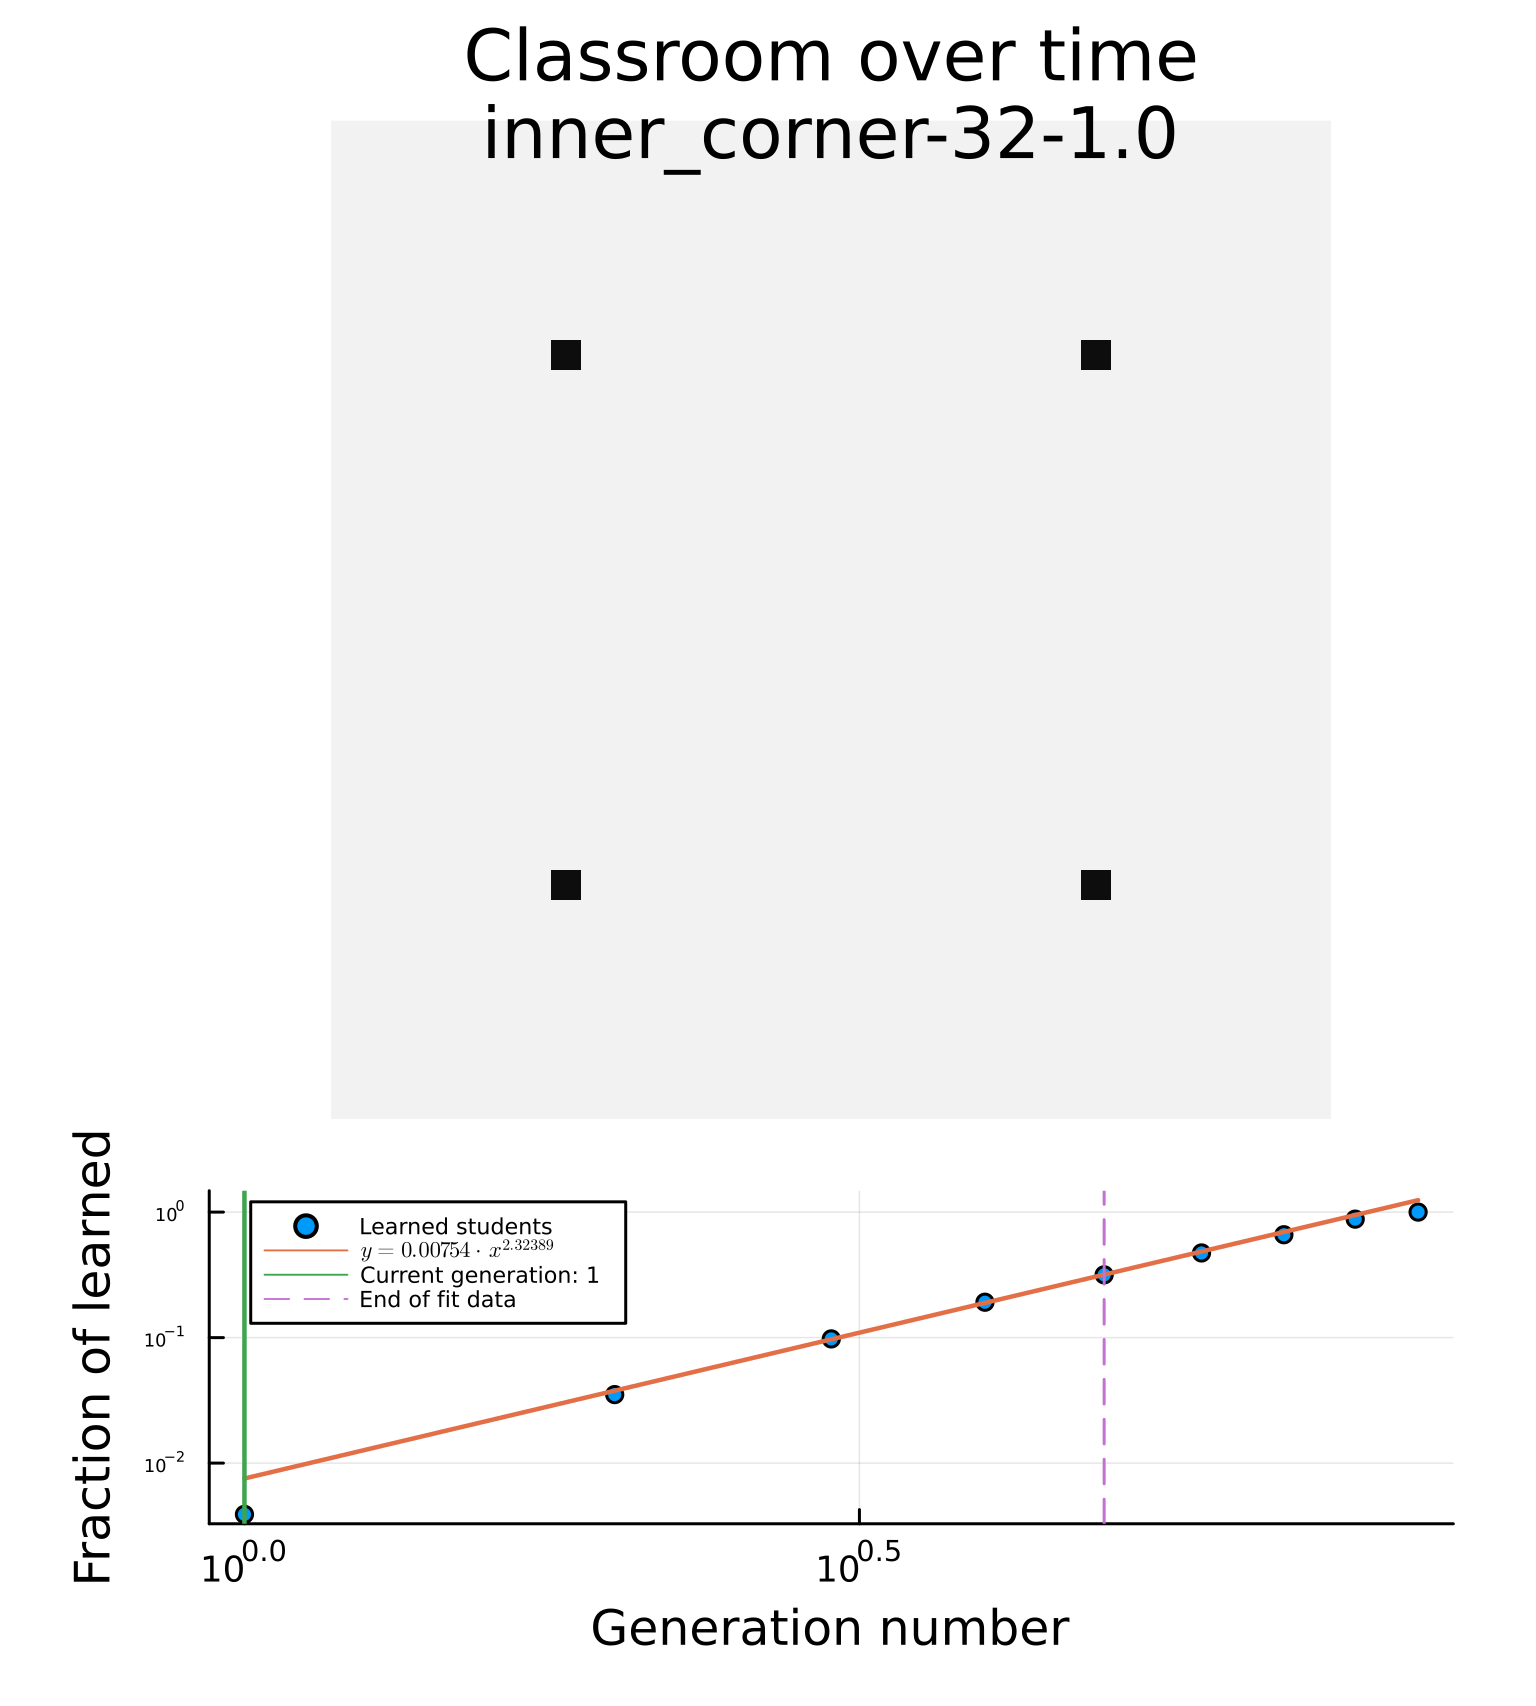 Classroom over time
inner_corner-32-1.0
Fraction of learned
10^0
10^−1
10^−2
Learned students
y = 0.00754 · x^2.32389
Current generation: 1
End of fit data
10^0.0
10^0.5
Generation number